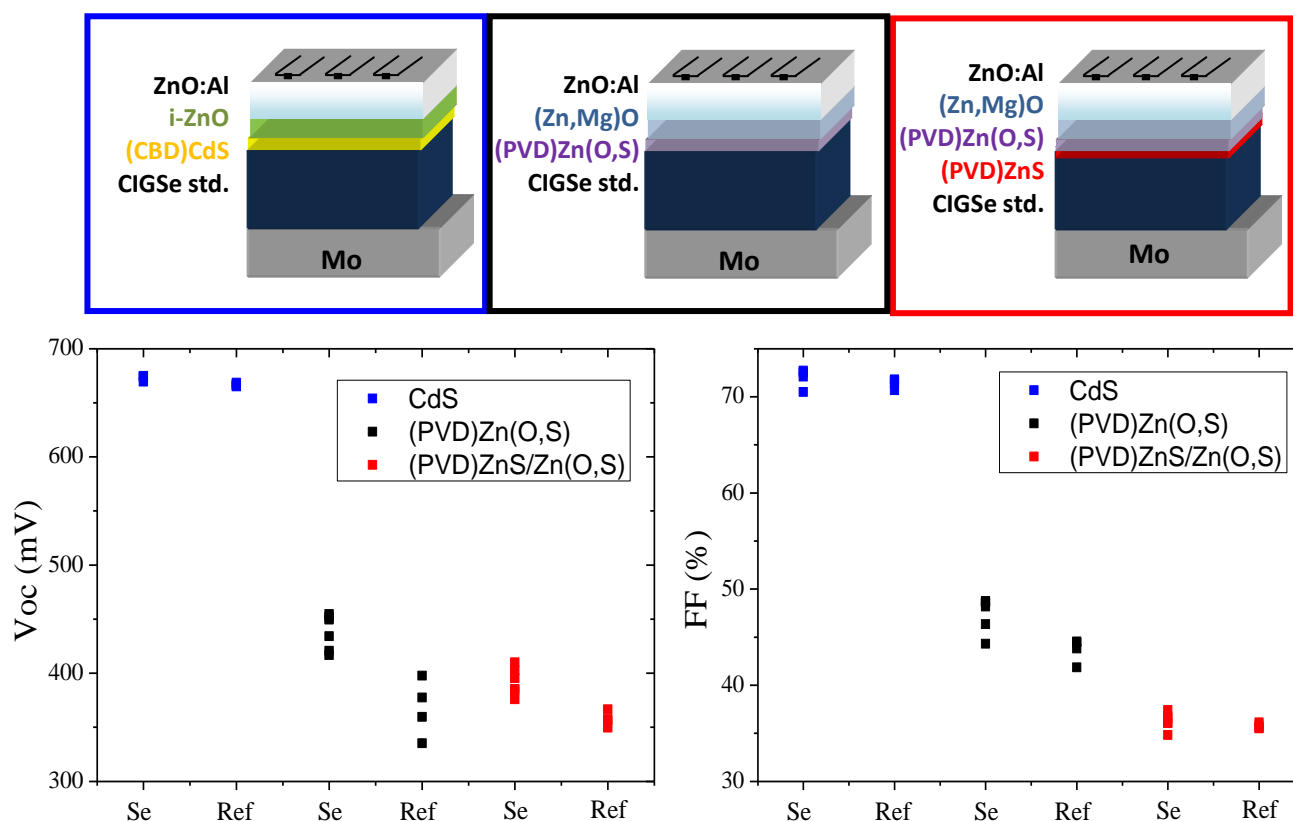 ZnO:Al
i-ZnO
(CBD)CdS
CIGSe std.
Mo
ZnO:Al
(Zn,Mg)O
(PVD)Zn(O,S)
CIGSe std.
Mo
ZnO:Al
(Zn,Mg)O
(PVD)Zn(O,S)
(PVD)ZnS
CIGSe std.
Mo
Voc (mV)
700
600
500
400
300
CdS
(PVD)Zn(O,S)
(PVD)ZnS/Zn(O,S)
Se Ref Se Ref Se Ref
FF (%)
70
60
50
40
30
CdS
(PVD)Zn(O,S)
(PVD)ZnS/Zn(O,S)
Se Ref Se Ref Se Ref